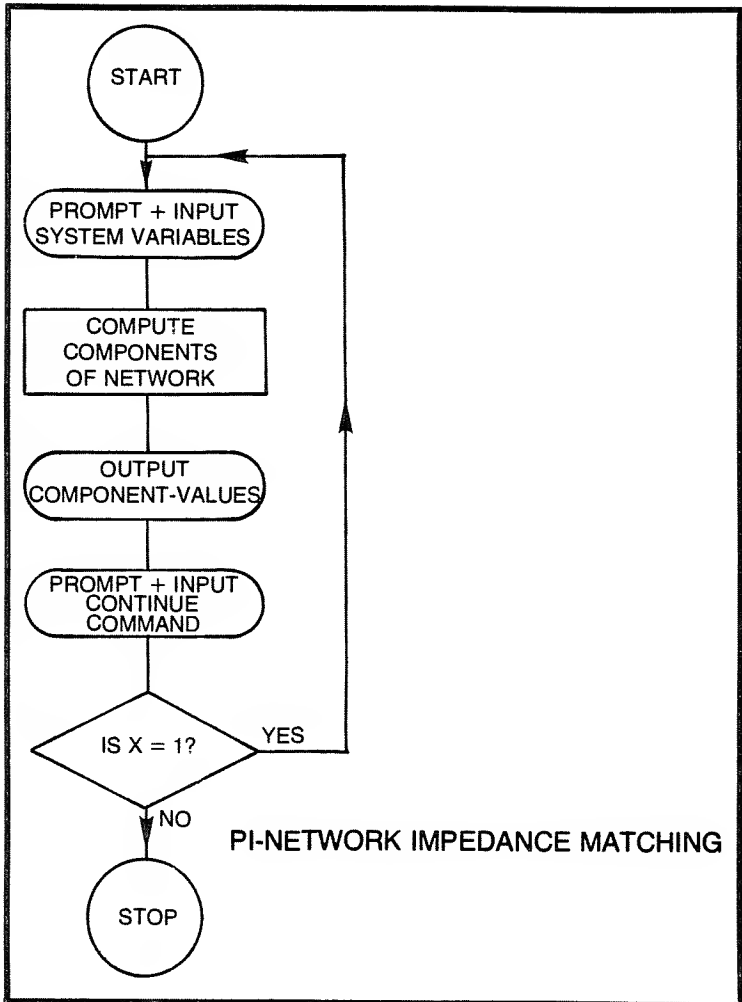 START
PROMPT + INPUT
SYSTEM VARIABLES
COMPUTE
COMPONENTS
OF NETWORK
OUTPUT
COMPONENT-VALUES
PROMPT + INPUT
CONTINUE
COMMAND
IS X = 1?
YES
NO
PI-NETWORK IMPEDANCE MATCHING
STOP